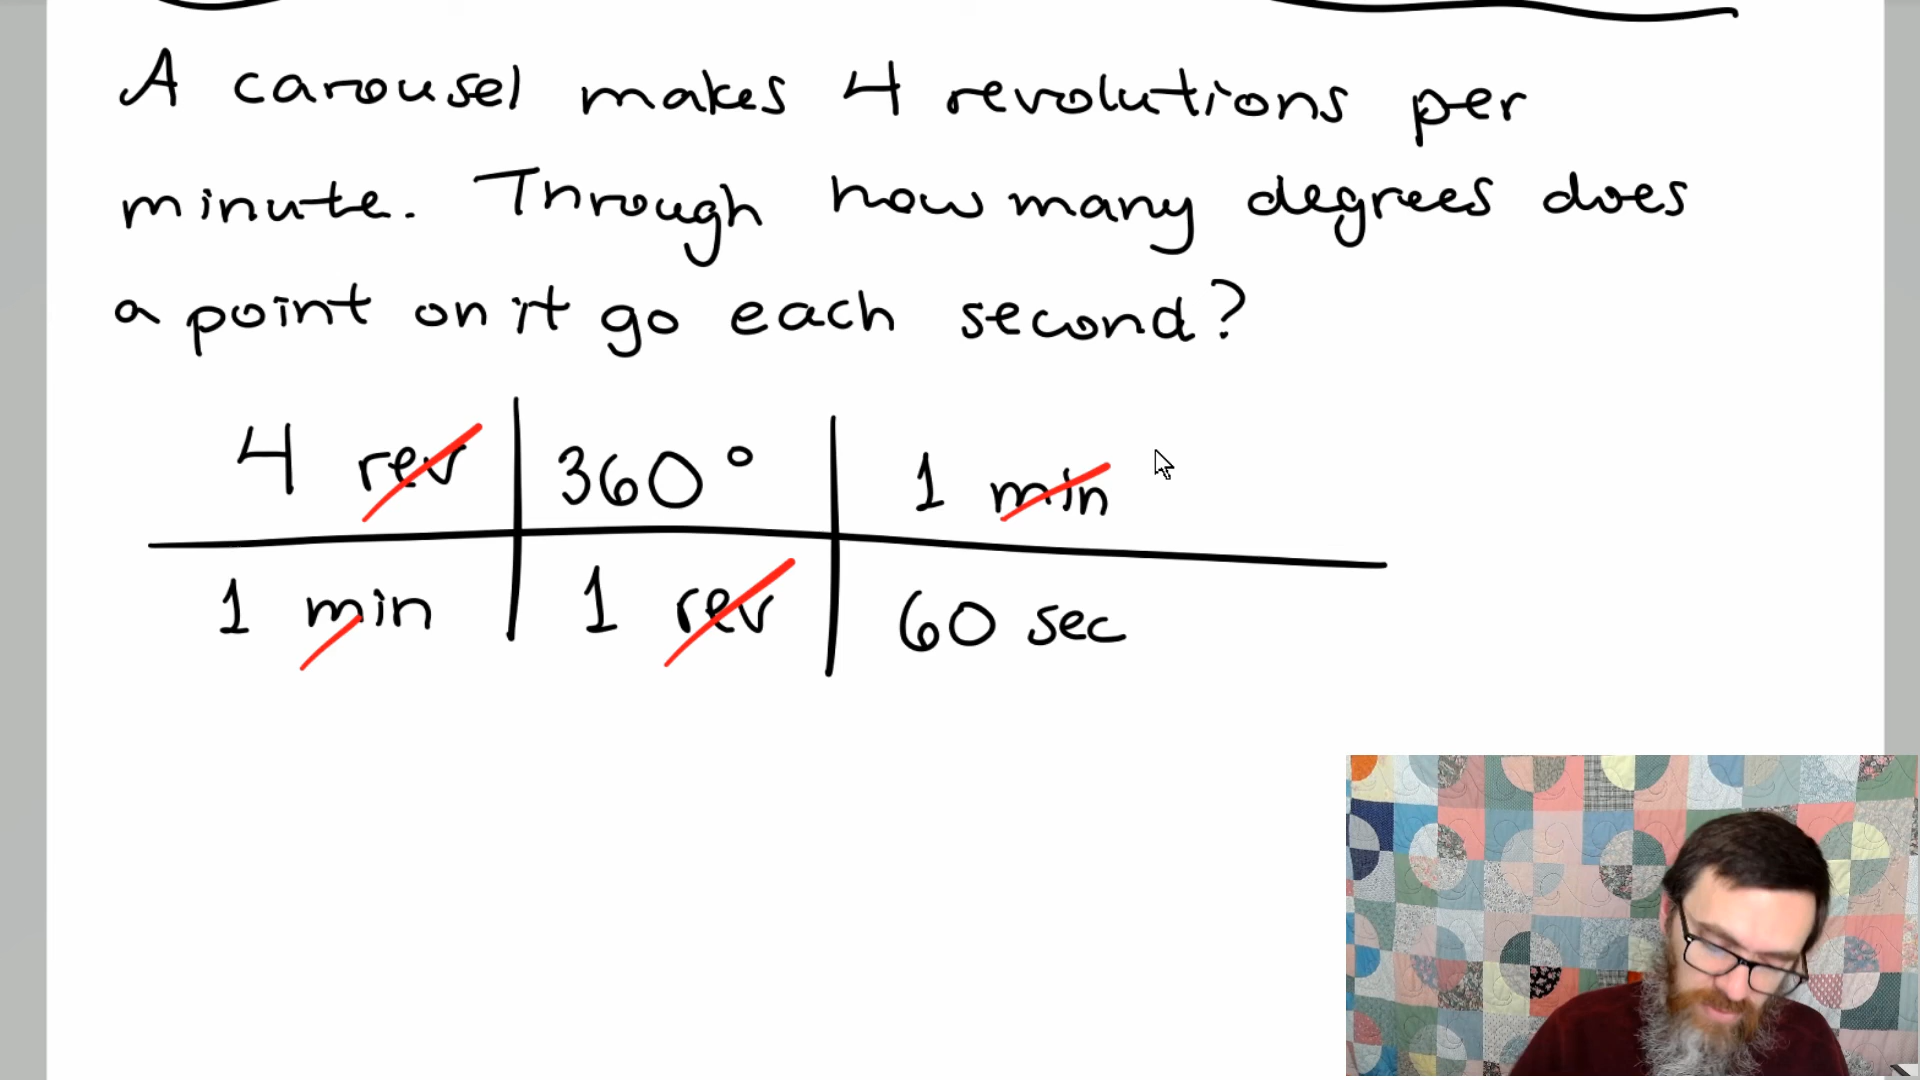 A carousel makes 4 revolutions per
minute. Through how many degrees does
a point on it go each second?
4 rev 360° 1 min
1 min 1 rev 60 sec